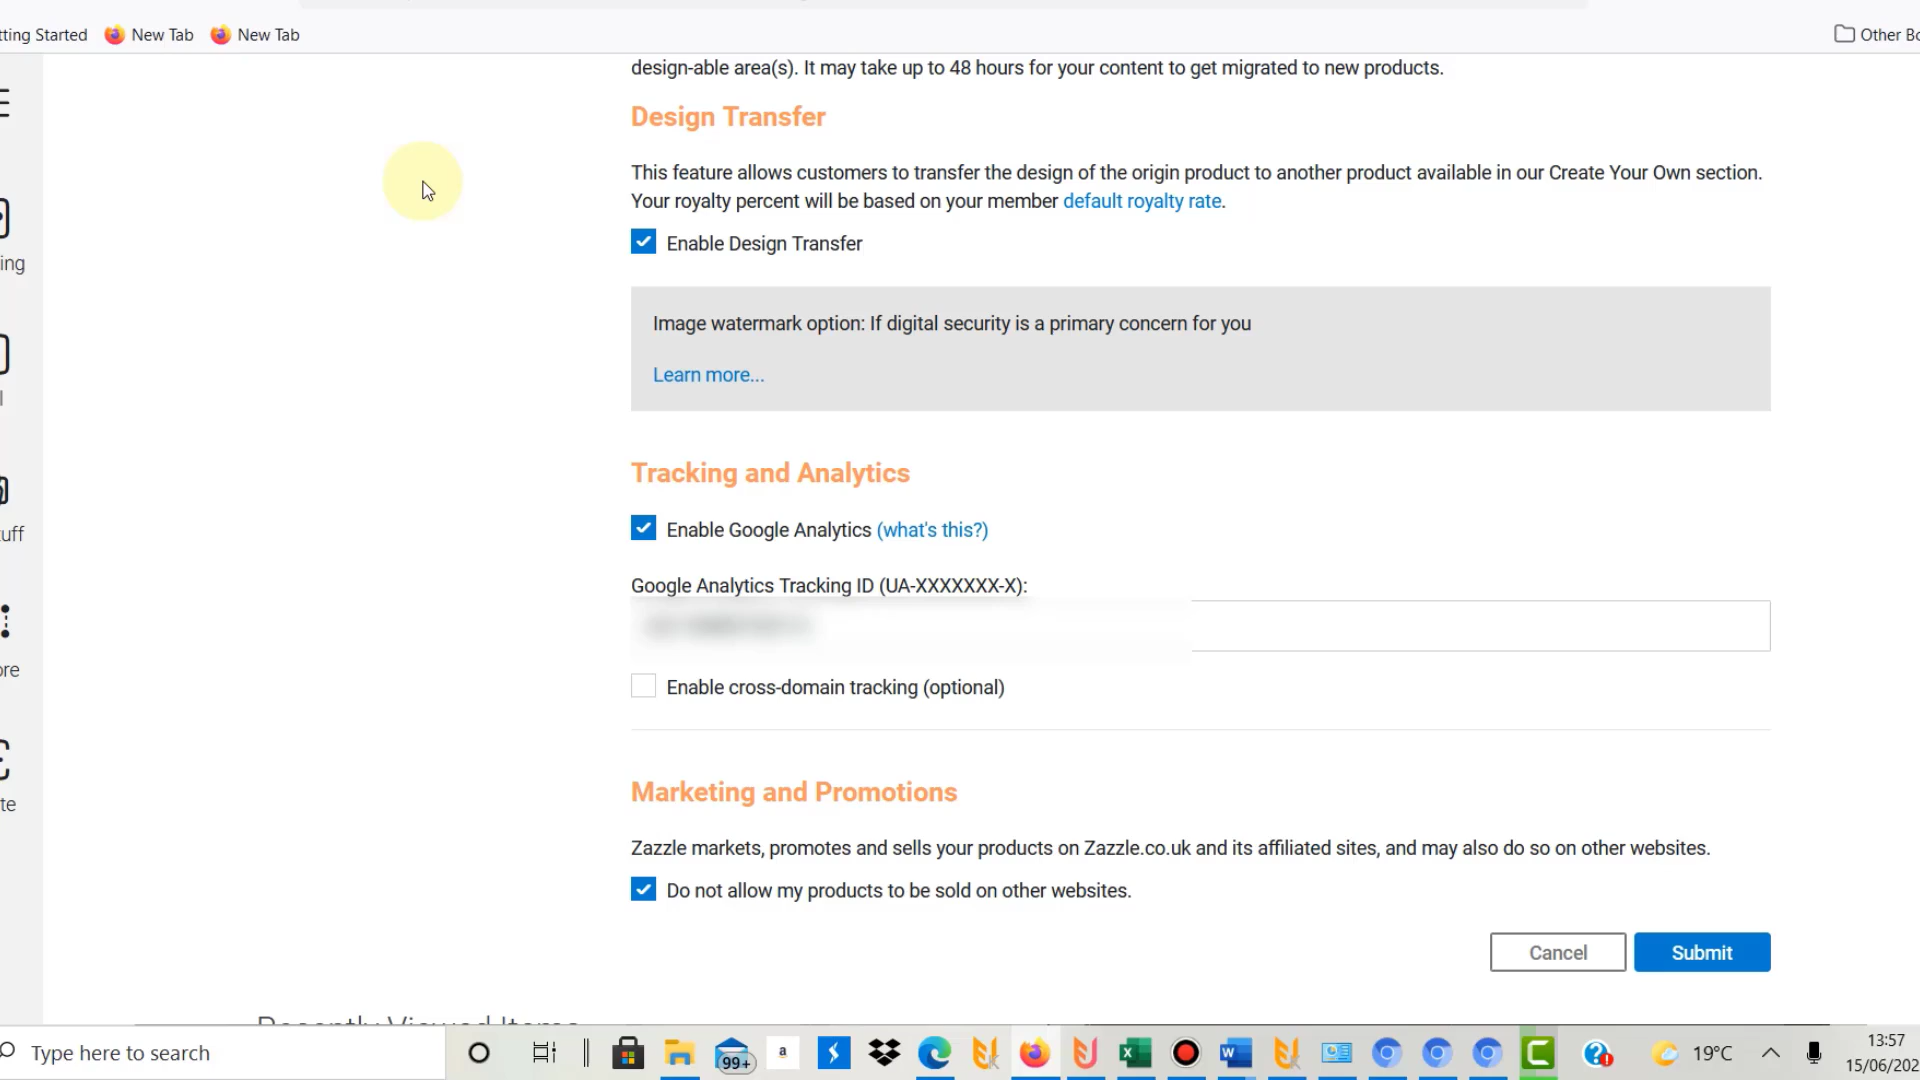 tting Started New Tab New Tab Other Bo
design-able area(s). It may take up to 48 hours for your content to get migrated to new products.
Design Transfer
This feature allows customers to transfer the design of the origin product to another product available in our Create Your Own section.
Your royalty percent will be based on your member default royalty rate.
ing
Enable Design Transfer
Image watermark option: If digital security is a primary concern for you
Learn more...
l
Tracking and Analytics
Enable Google Analytics (what's this?)
uff
Google Analytics Tracking ID (UA-XXXXXXX-X):
ore
Enable cross-domain tracking (optional)
Marketing and Promotions
te
Zazzle markets, promotes and sells your products on Zazzle.co.uk and its affiliated sites, and may also do so on other websites.
Do not allow my products to be sold on other websites.
Cancel Submit
Recently Viewed Items
Type here to search 99+ a 19°C 13:57
15/06/202